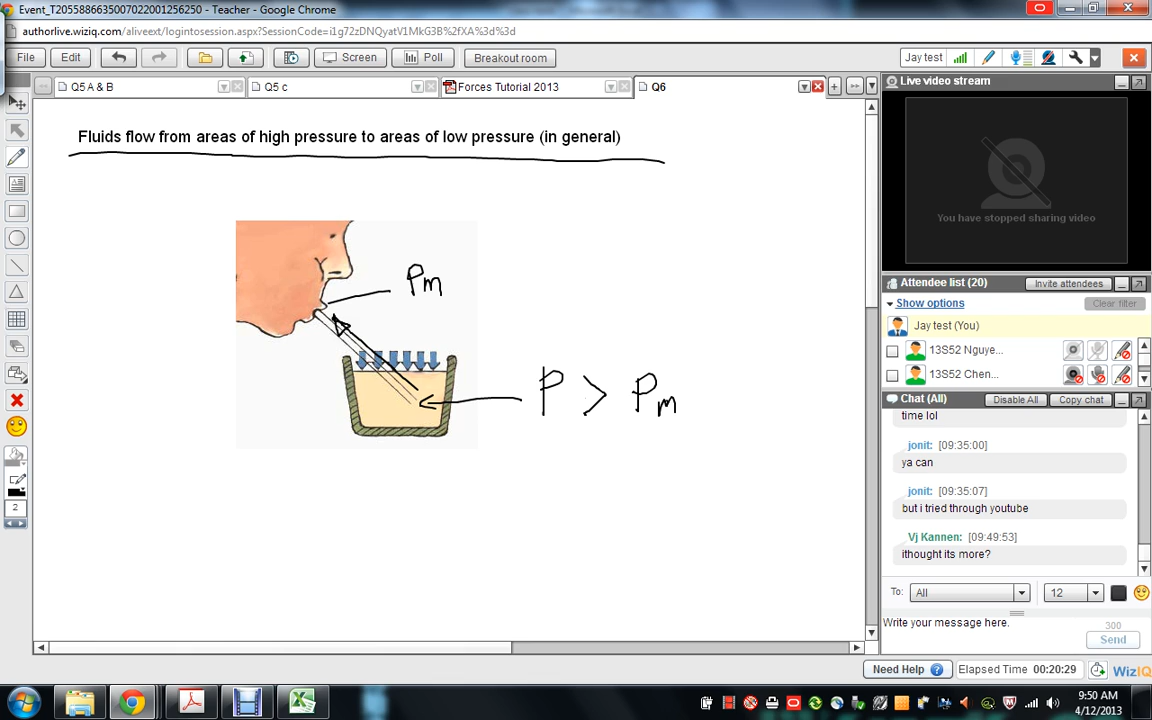 Event_T2055886635007022001256250 - Teacher - Google Chrome
authorlive.wiziq.com/aliveext/logintosession.aspx?SessionCode=i1g72zDNQyatV1MkG3B%2fXA%3d%3d
File Edit Screen Poll Breakout room Jay test
Q5 A & B Q5 c Forces Tutorial 2013 Q6
Live video stream
Fluids flow from areas of high pressure to areas of low pressure (in general)
You have stopped sharing video
Pm
P > Pm
Attendee list (20) Invite attendees
Show options Clear filter
Jay test (You)
13S52 Nguye...
13S52 Chen...
Chat (All) Disable All Copy chat
time lol
jonit: [09:35:00]
ya can
jonit: [09:35:07]
but i tried through youtube
Vj Kannen: [09:49:53]
ithought its more?
2
To: All 12
Write your message here.
300
Send
Need Help ? Elapsed Time 00:20:29 WizIQ
9:50 AM
4/12/2013